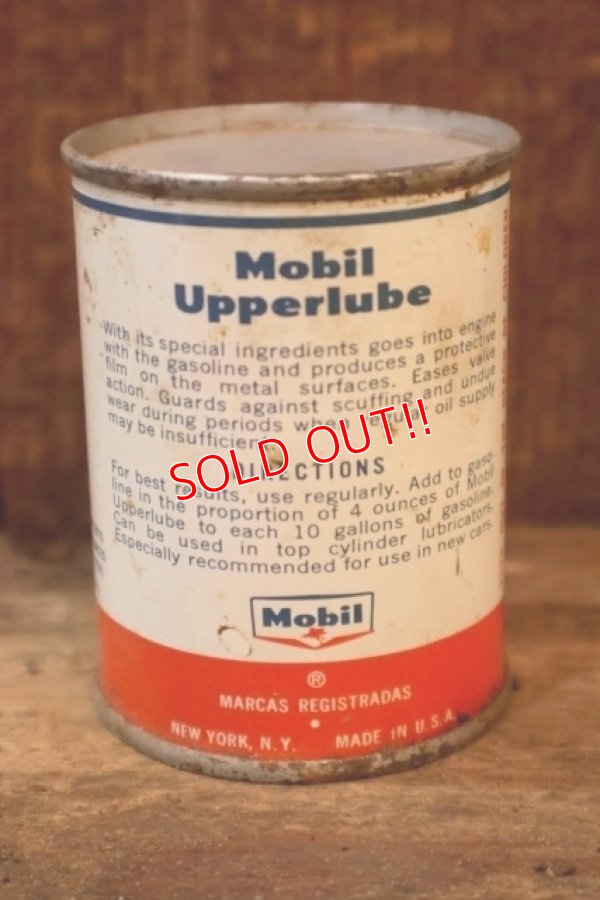 Mobil
Upperlube
With its special ingredients goes into engine
with the gasoline and produces a protective
film on the metal surfaces. Eases valve
action. Guards against scuffing and undue
wear during periods when regular oil supply
may be insufficient.
DIRECTIONS
For best results, use regularly. Add to gaso-
line in the proportion of 4 ounces of Mobil
Upperlube to each 10 gallons of gasoline.
Can be used in top cylinder lubricators.
Especially recommended for use in new cars.
Mobil
®
MARCAS REGISTRADAS
NEW YORK, N.Y. • MADE IN U.S.A.
SOLD OUT!!